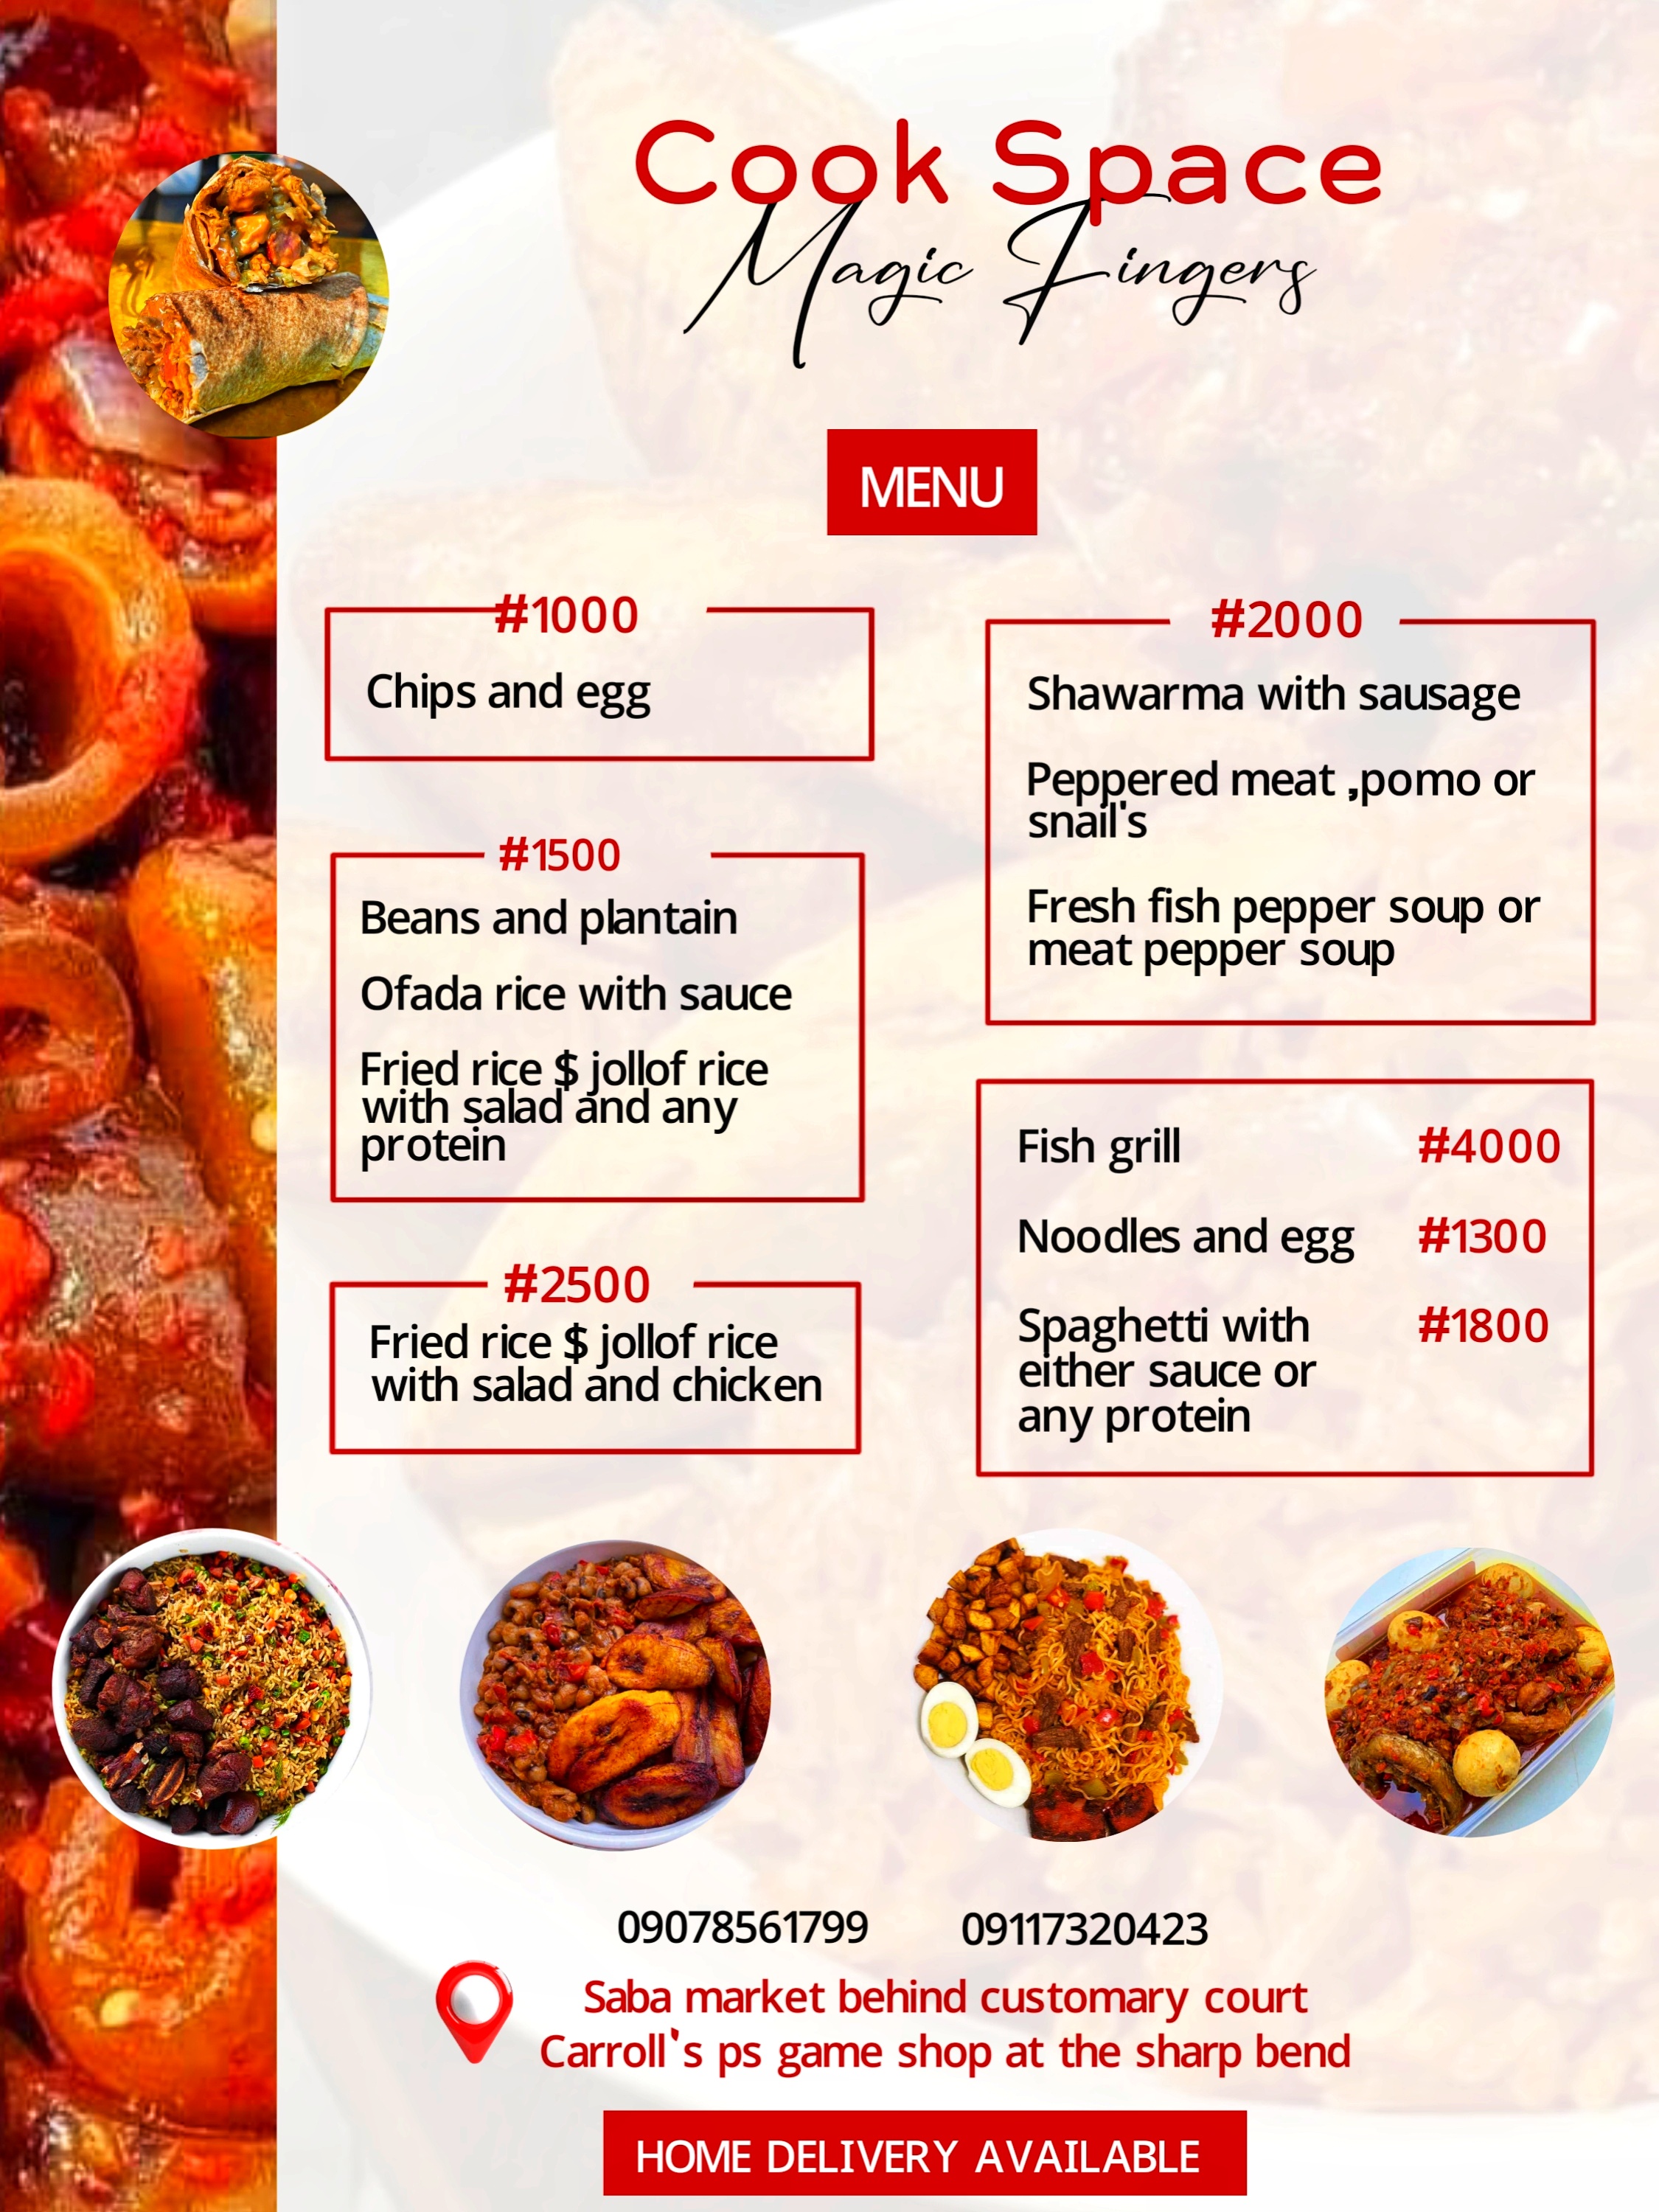 Cook Space
Magic Fingers
MENU
#1000
Chips and egg
#1500
Beans and plantain
Ofada rice with sauce
Fried rice $ jollof rice
with salad and any
protein
#2500
Fried rice $ jollof rice
with salad and chicken
#2000
Shawarma with sausage
Peppered meat ,pomo or
snail's
Fresh fish pepper soup or
meat pepper soup
Fish grill #4000
Noodles and egg #1300
Spaghetti with #1800
either sauce or
any protein
09078561799 09117320423
Saba market behind customary court
Carroll's ps game shop at the sharp bend
HOME DELIVERY AVAILABLE